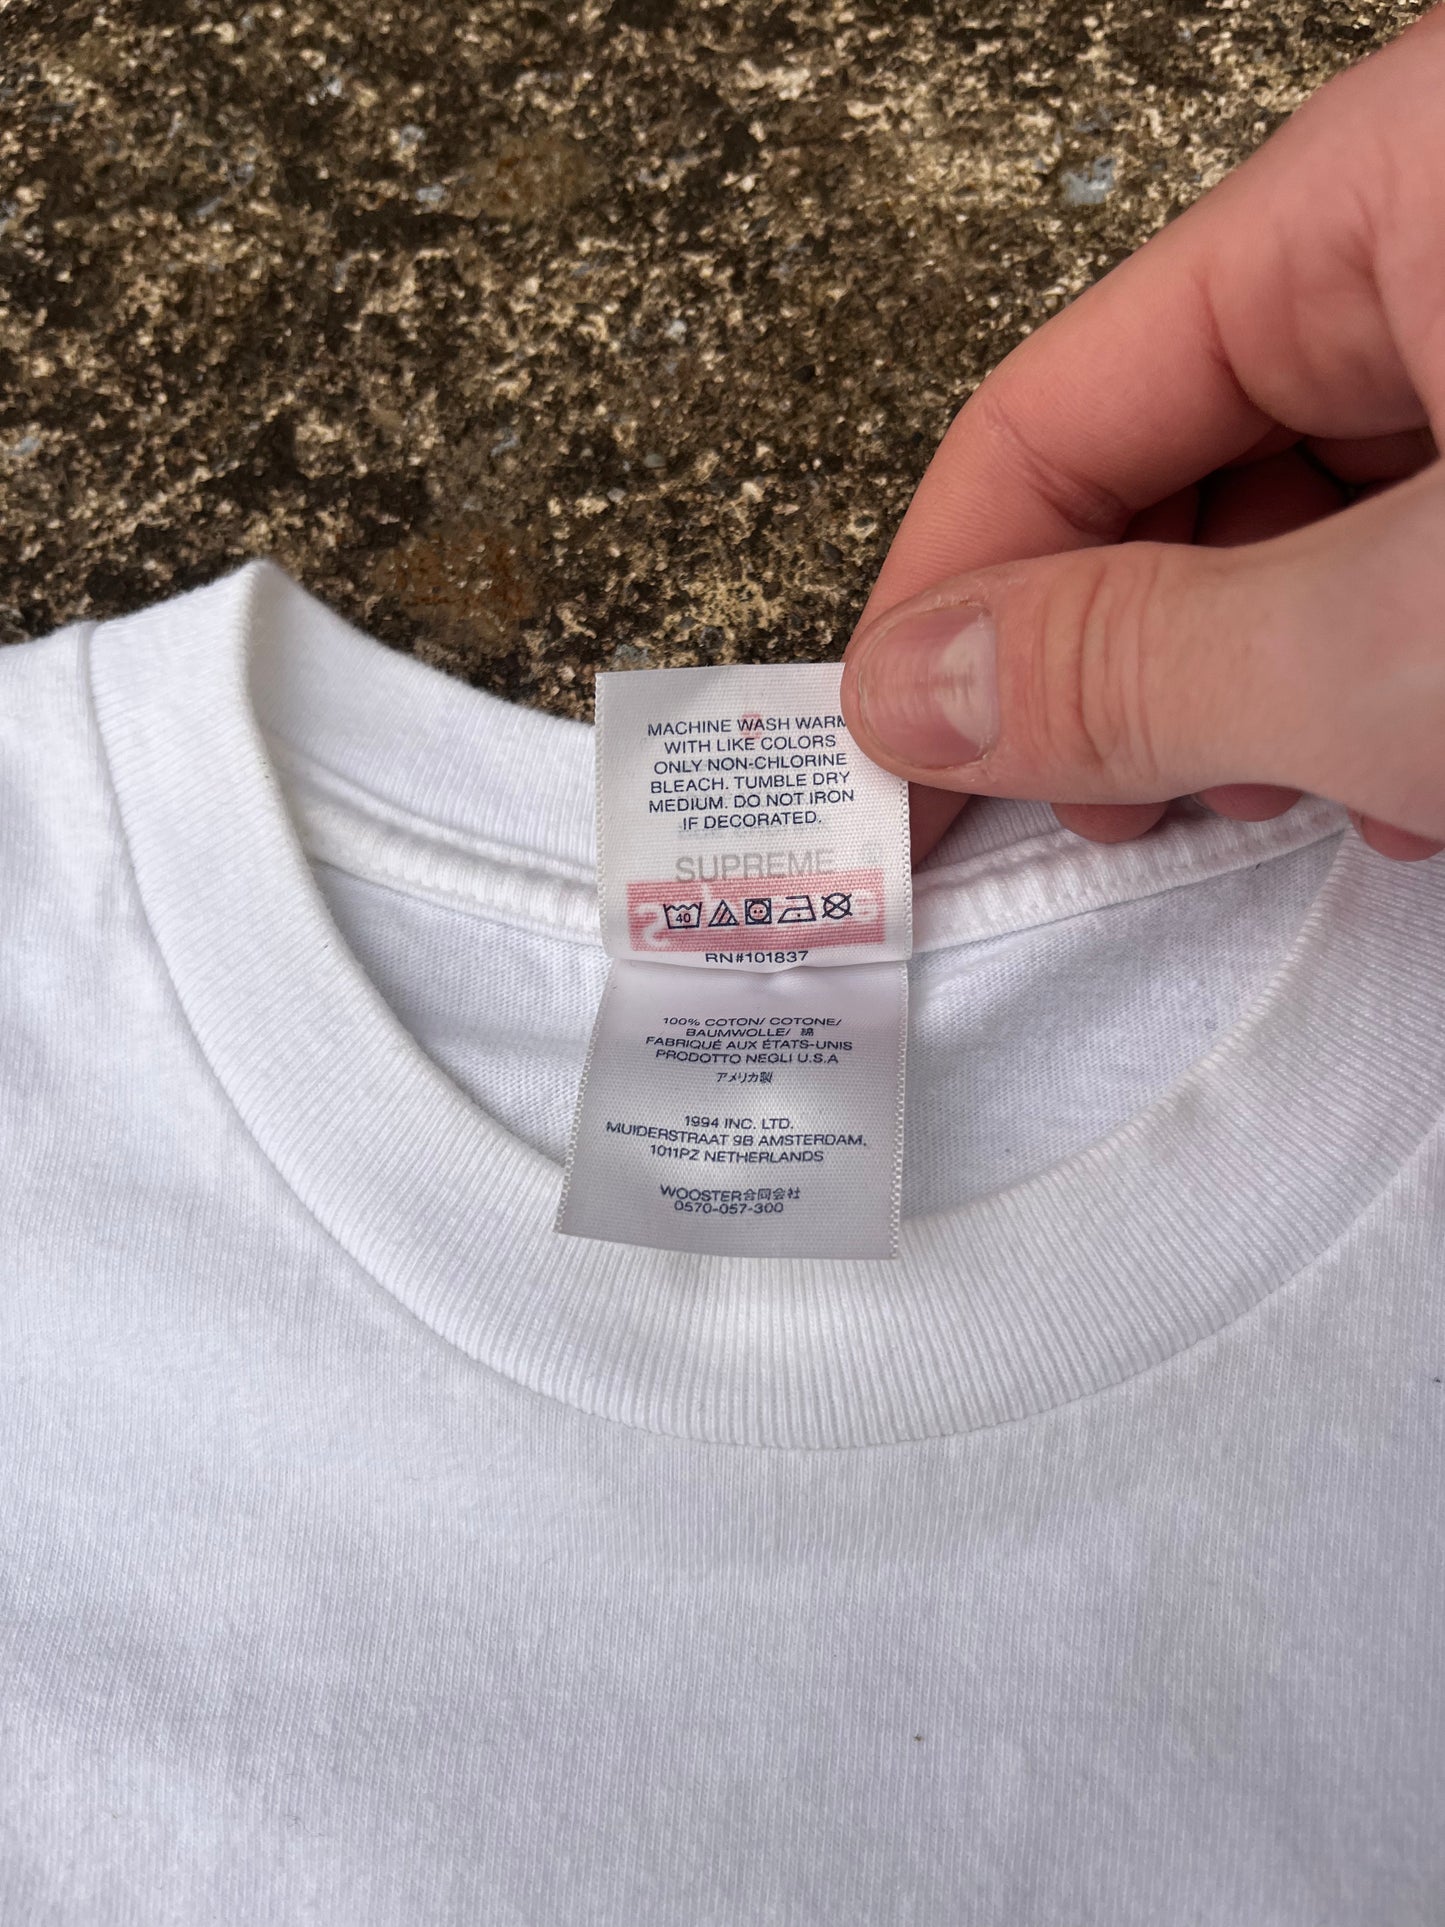 MACHINE WASH WARM
WITH LIKE COLORS
ONLY NON-CHLORINE
BLEACH. TUMBLE DRY
MEDIUM. DO NOT IRON
IF DECORATED.
SUPREME
40
RN#101837
100% COTON/ COTONE/
BAUMWOLLE/ 綿
FABRIQUÉ AUX ÉTATS-UNIS
PRODOTTO NEGLI U.S.A
アメリカ製
1994 INC. LTD.
MUIDERSTRAAT 9B AMSTERDAM,
1011PZ NETHERLANDS
WOOSTER合同会社
0570-057-300